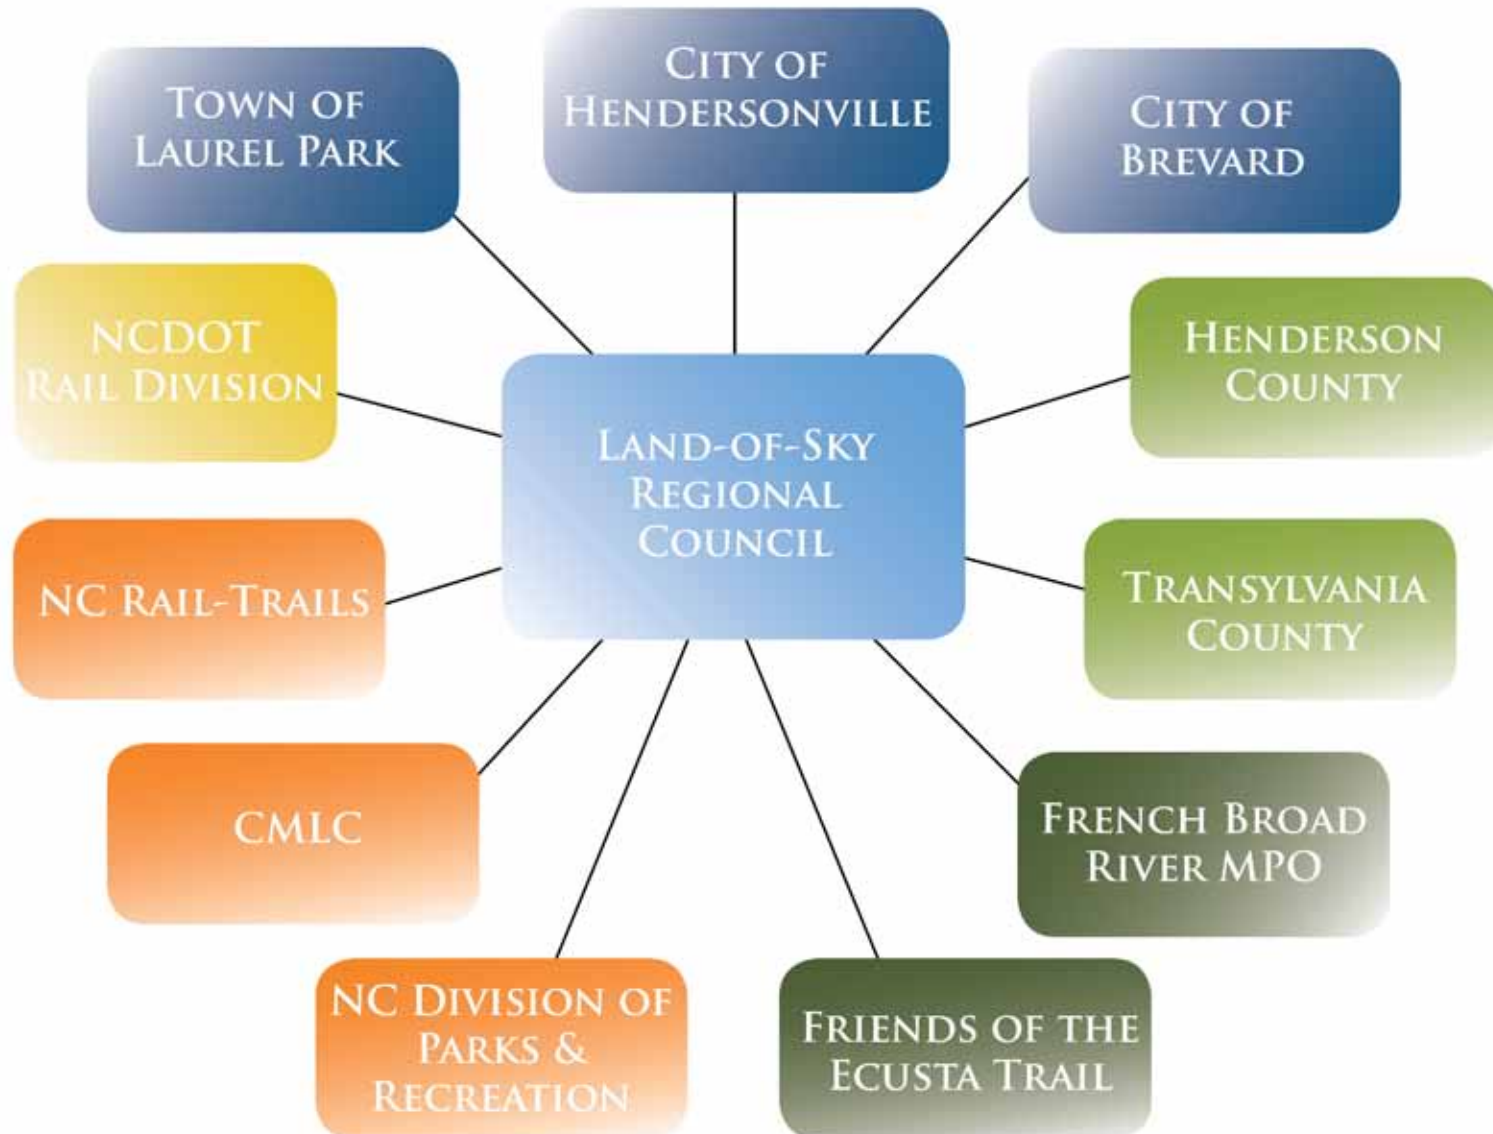 Town of
Laurel Park
City of
Hendersonville
City of
Brevard
NCDOT
Rail Division
Henderson
County
Land-of-Sky
Regional
Council
NC Rail-Trails
Transylvania
County
CMLC
French Broad
River MPO
NC Division of
Parks &
Recreation
Friends of the
Ecusta Trail